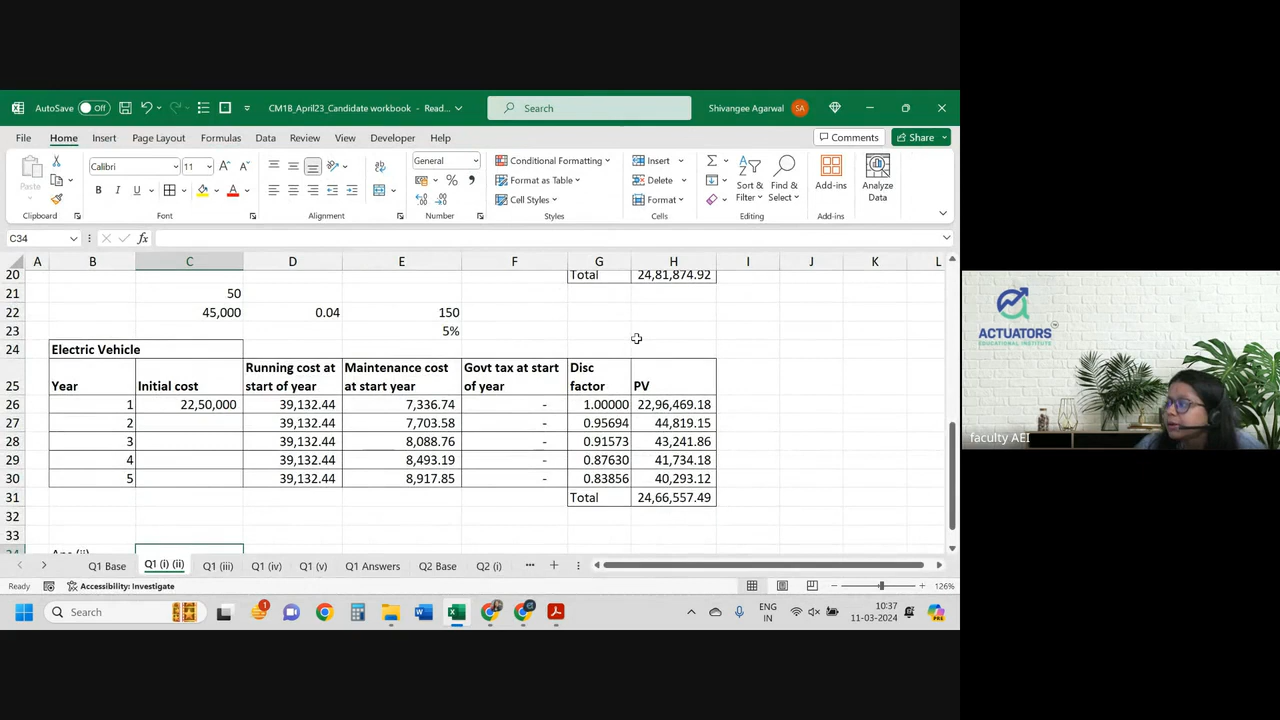 AutoSave Off CM1B_April23_Candidate workbook - Read... Search Shivangee Agarwal SA
File Home Insert Page Layout Formulas Data Review View Developer Help Comments Share
Paste Calibri 11 General Conditional Formatting Insert Sort & Find & Add-ins Analyze
B I U Format as Table Delete Filter Select Data
Cell Styles Format
Clipboard Font Alignment Number Styles Cells Editing Add-ins
C34 fx
A B C D E F G H I J K L
20 Total 24,81,874.92
21 50
22 45,000 0.04 150
23 5%
24 Electric Vehicle
25 Year Initial cost Running cost at start of year Maintenance cost at start year Govt tax at start of year Disc factor PV
26 1 22,50,000 39,132.44 7,336.74 - 1.00000 22,96,469.18
27 2 39,132.44 7,703.58 - 0.95694 44,819.15
28 3 39,132.44 8,088.76 - 0.91573 43,241.86
29 4 39,132.44 8,493.19 - 0.87630 41,734.18
30 5 39,132.44 8,917.85 - 0.83856 40,293.12
31 Total 24,66,557.49
32
33
34 Ans (ii)
Q1 Base Q1 (i) (ii) Q1 (iii) Q1 (iv) Q1 (v) Q1 Answers Q2 Base Q2 (i) ...
Ready Accessibility: Investigate 126%
Search 1 ENG IN 10:37 11-03-2024
ACTUATORS
EDUCATIONAL INSTITUTE
faculty AEI